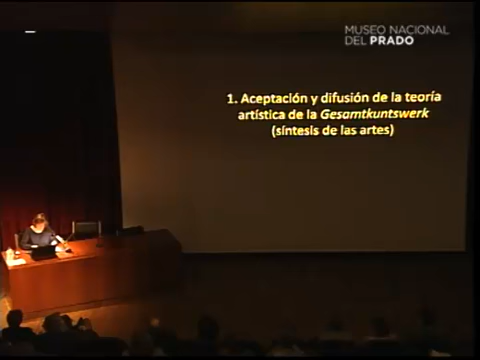 MUSEO NACIONAL
DEL PRADO
1. Aceptación y difusión de la teoría
artística de la Gesamtkuntswerk
(síntesis de las artes)